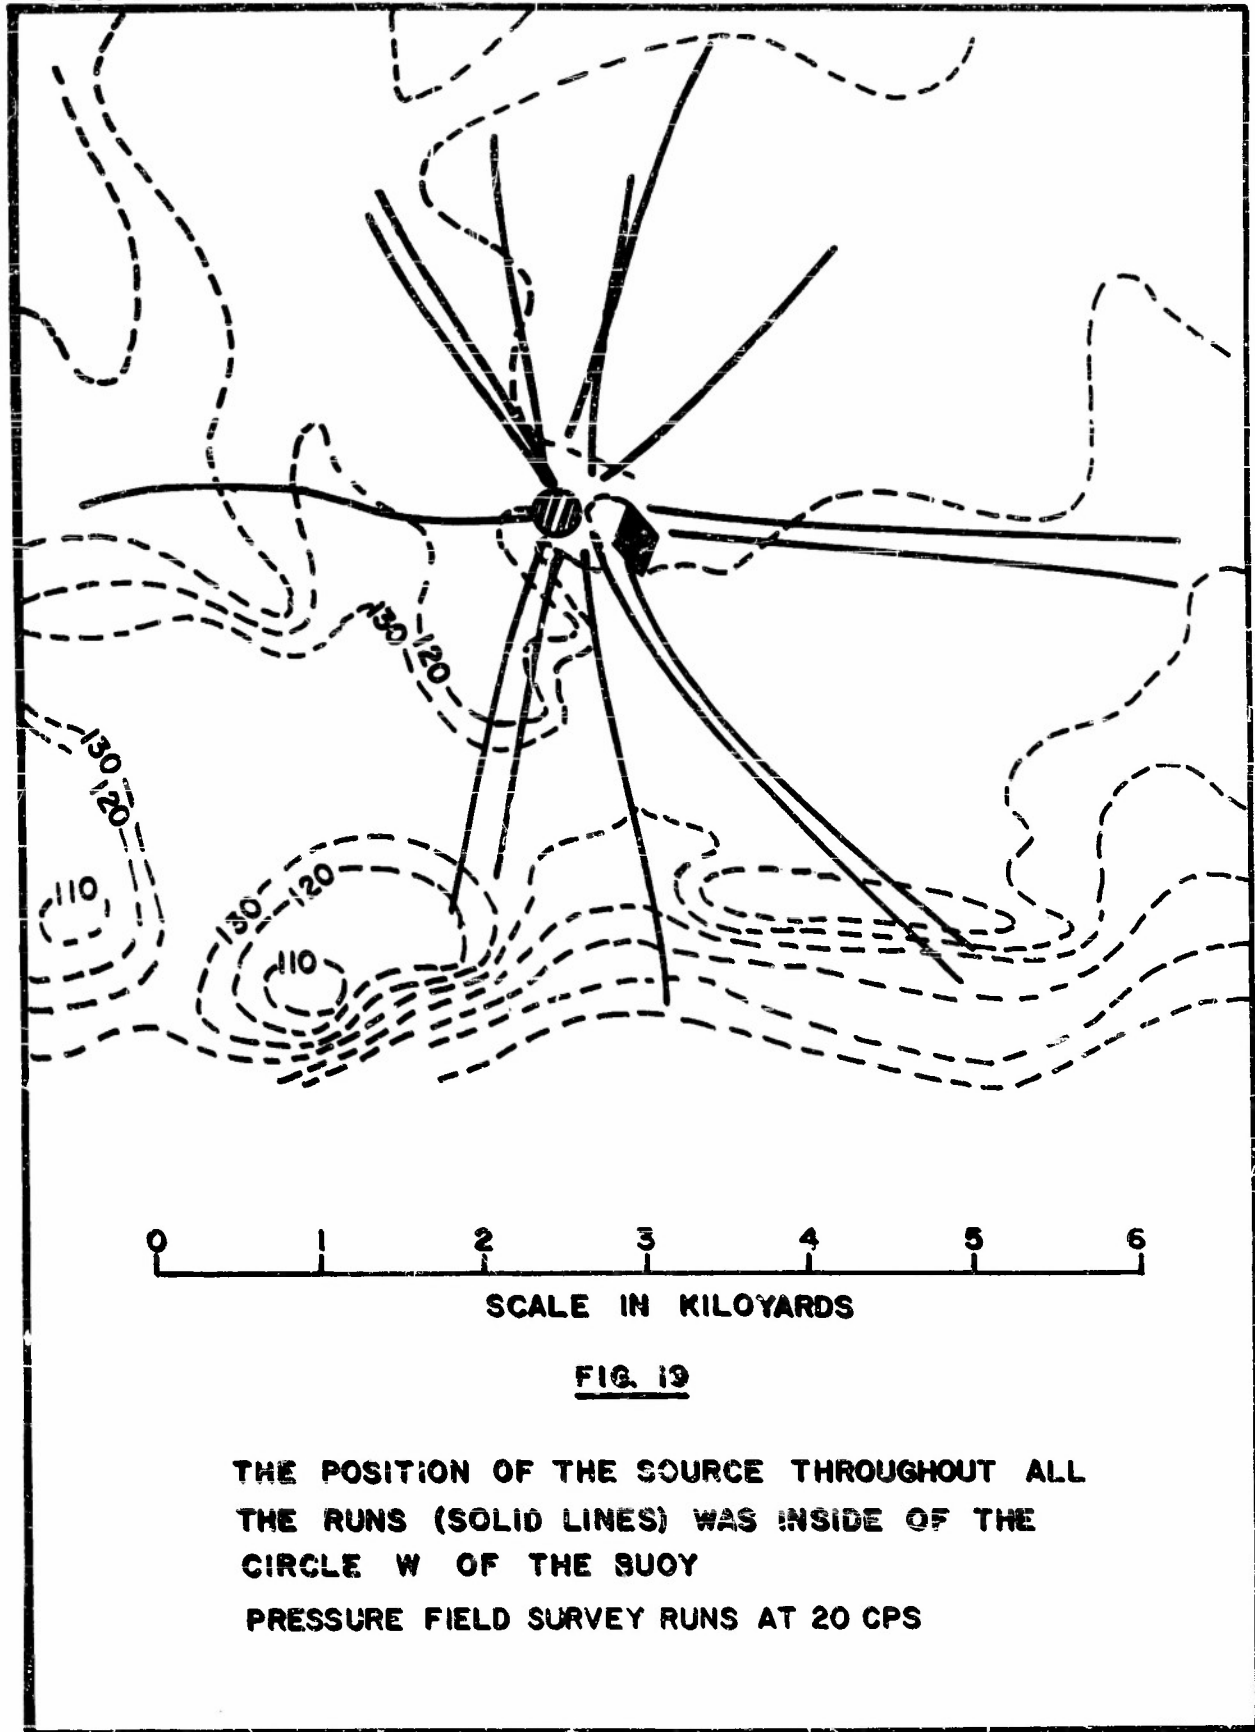 130
120
130
120
110
130
120
110
0 1 2 3 4 5 6
SCALE IN KILOYARDS
FIG. 19
THE POSITION OF THE SOURCE THROUGHOUT ALL
THE RUNS (SOLID LINES) WAS INSIDE OF THE
CIRCLE W OF THE BUOY
PRESSURE FIELD SURVEY RUNS AT 20 CPS